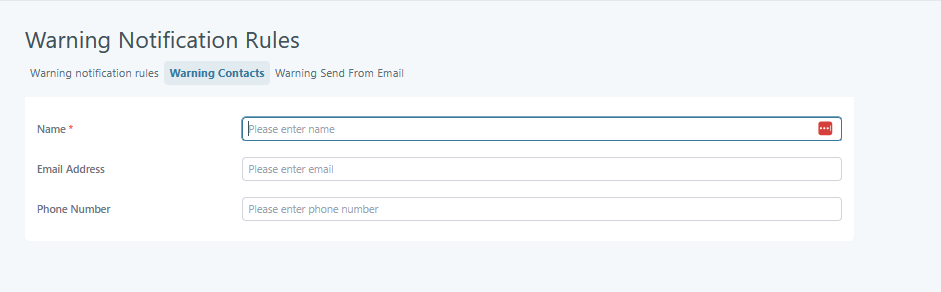 Warning Notification Rules
Warning notification rules Warning Contacts Warning Send From Email
Name * Please enter name
Email Address Please enter email
Phone Number Please enter phone number